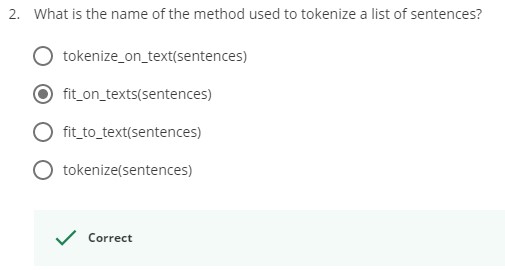 2. What is the name of the method used to tokenize a list of sentences?
tokenize_on_text(sentences)
fit_on_texts(sentences)
fit_to_text(sentences)
tokenize(sentences)
Correct